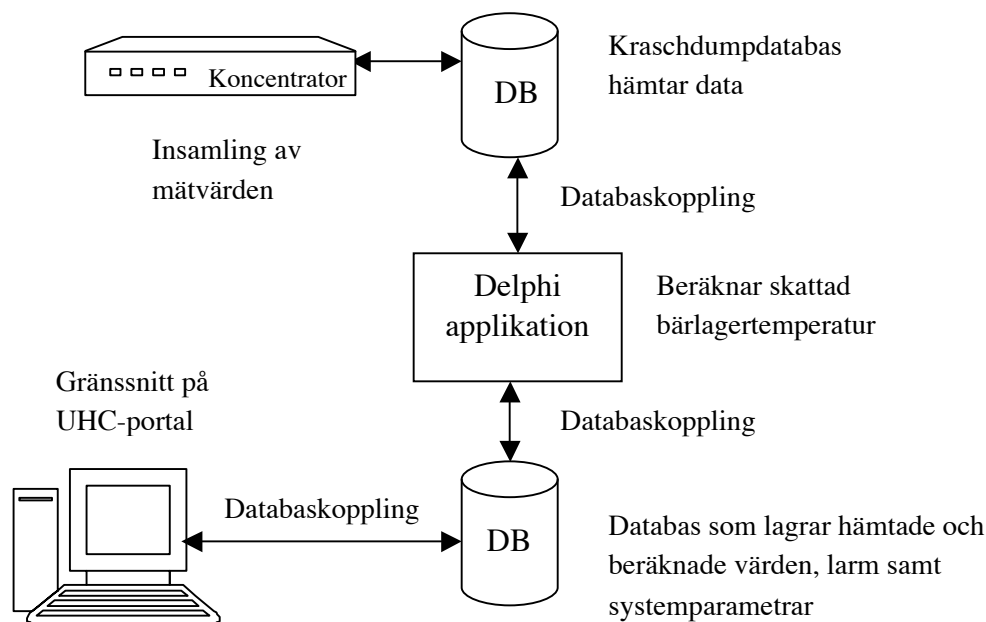 Koncentrator
DB
Kraschdumpdatabas
hämtar data
Insamling av
mätvärden
Databaskoppling
Delphi
applikation
Beräknar skattad
bärlagertemperatur
Gränssnitt på
UHC-portal
Databaskoppling
Databaskoppling
DB
Databas som lagrar hämtade och
beräknade värden, larm samt
systemparametrar